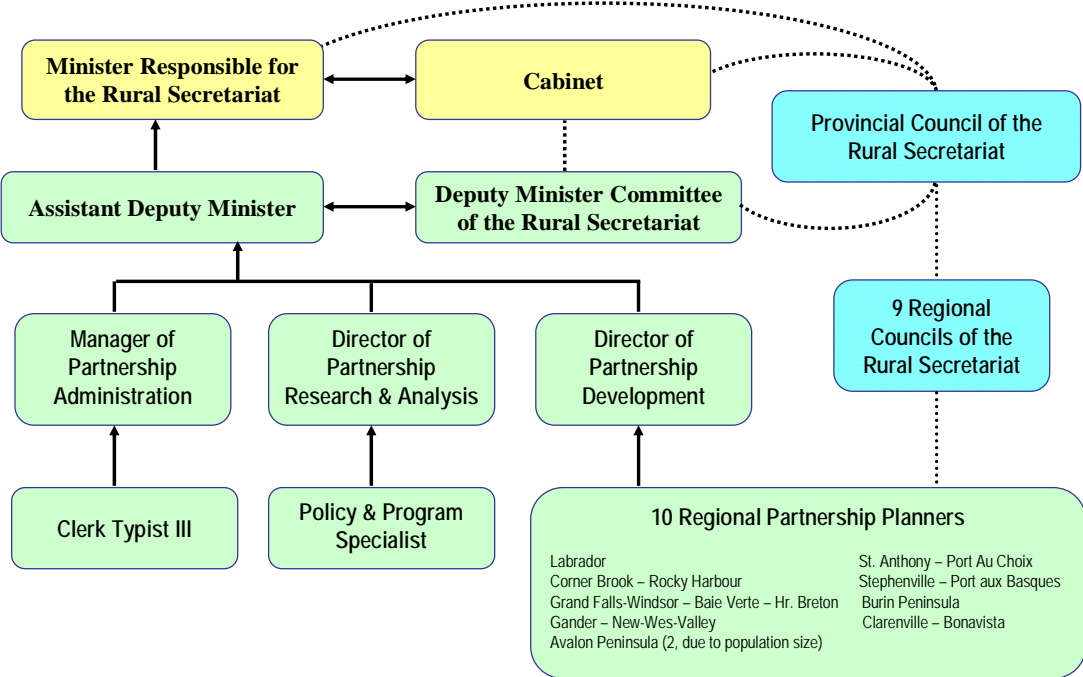 Minister Responsible for
the Rural Secretariat
Cabinet
Provincial Council of the
Rural Secretariat
Assistant Deputy Minister
Deputy Minister Committee
of the Rural Secretariat
Manager of
Partnership
Administration
Director of
Partnership
Research & Analysis
Director of
Partnership
Development
9 Regional
Councils of the
Rural Secretariat
Clerk Typist III
Policy & Program
Specialist
10 Regional Partnership Planners
Labrador
Corner Brook – Rocky Harbour
Grand Falls-Windsor – Baie Verte – Hr. Breton
Gander – New-Wes-Valley
Avalon Peninsula (2, due to population size)
St. Anthony – Port Au Choix
Stephenville – Port aux Basques
Burin Peninsula
Clarenville – Bonavista